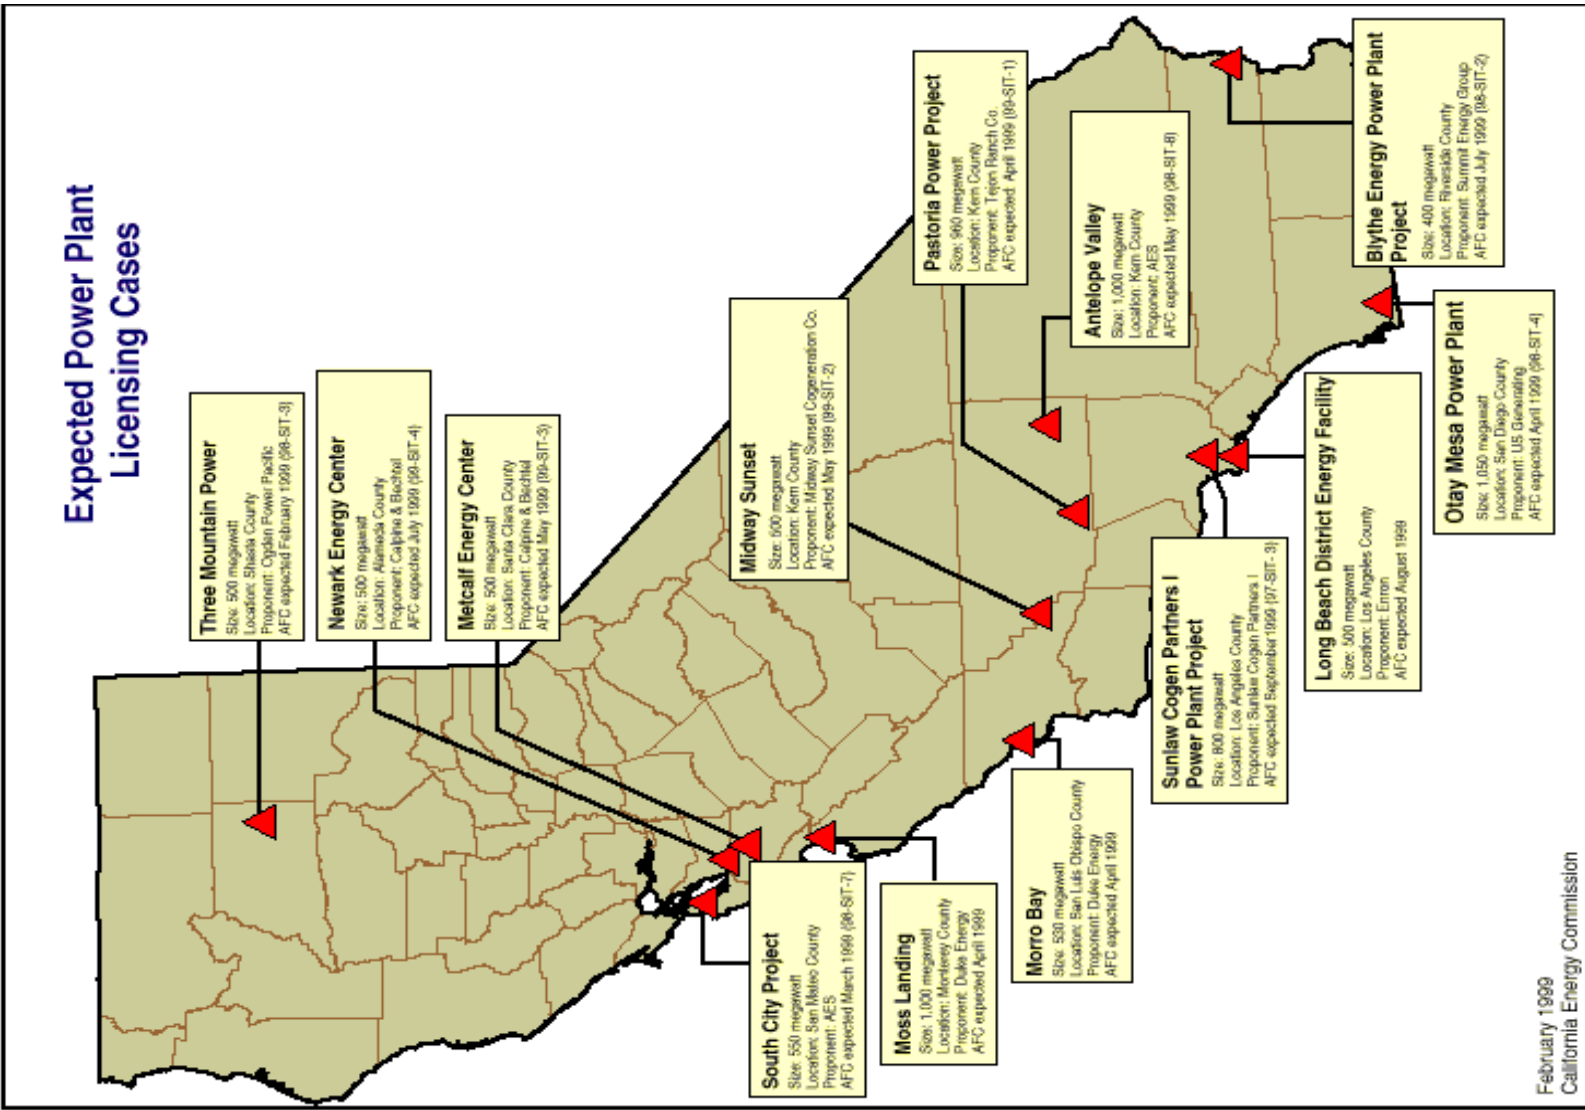 Expected Power Plant
Licensing Cases
Three Mountain Power
Size: 500 megawatt
Location: Shasta County
Proponent: Ogden Power Pacific
AFC expected February 1999 (98-SIT-3)
Newark Energy Center
Size: 500 megawatt
Location: Alameda County
Proponent: Calpine & Bechtel
AFC expected July 1999 (99-SIT-4)
Metcalf Energy Center
Size: 500 megawatt
Location: Santa Clara County
Proponent: Calpine & Bechtel
AFC expected May 1999 (99-SIT-3)
South City Project
Size: 550 megawatt
Location: San Mateo County
Proponent: AES
AFC expected March 1999 (98-SIT-7)
Moss Landing
Size: 1,000 megawatt
Location: Monterey County
Proponent: Duke Energy
AFC expected April 1999
Morro Bay
Size: 530 megawatt
Location: San Luis Obispo County
Proponent: Duke Energy
AFC expected April 1999
Midway Sunset
Size: 500 megawatt
Location: Kern County
Proponent: Midway Sunset Cogeneration Co.
AFC expected May 1999 (99-SIT-2)
Pastoria Power Project
Size: 960 megawatt
Location: Kern County
Proponent: Tejon Ranch Co.
AFC expected: April 1999 (99-SIT-1)
Antelope Valley
Size: 1,000 megawatt
Location: Kern County
Proponent: AES
AFC expected May 1999 (98-SIT-8)
Sunlaw Cogen Partners I
Power Plant Project
Size: 800 megawatt
Location: Los Angeles County
Proponent: Sunlaw Cogen Partners I
AFC expected September1999 (97-SIT- 3)
Long Beach District Energy Facility
Size: 500 megawatt
Location: Los Angeles County
Proponent: Enron
AFC expected August 1999
Blythe Energy Power Plant
Project
Size: 400 megawatt
Location: Riverside County
Proponent: Summit Energy Group
AFC expected July 1999 (98-SIT-2)
Otay Mesa Power Plant
Size: 1,050 megawatt
Location: San Diego County
Proponent: US Generating
AFC expected April 1999 (98-SIT-4)
February 1999
California Energy Commission